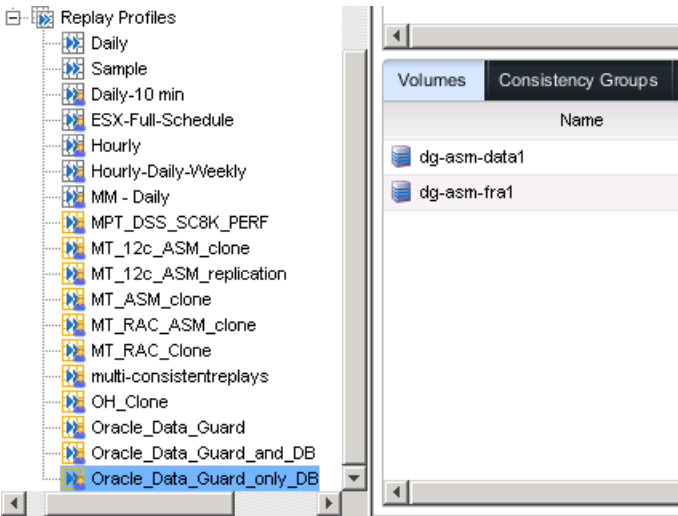 Replay Profiles
Daily
Sample
Daily-10 min
ESX-Full-Schedule
Hourly
Hourly-Daily-Weekly
MM - Daily
MPT_DSS_SC8K_PERF
MT_12c_ASM_clone
MT_12c_ASM_replication
MT_ASM_clone
MT_RAC_ASM_clone
MT_RAC_Clone
multi-consistentreplays
OH_Clone
Oracle_Data_Guard
Oracle_Data_Guard_and_DB
Oracle_Data_Guard_only_DB
Volumes Consistency Groups
Name
dg-asm-data1
dg-asm-fra1